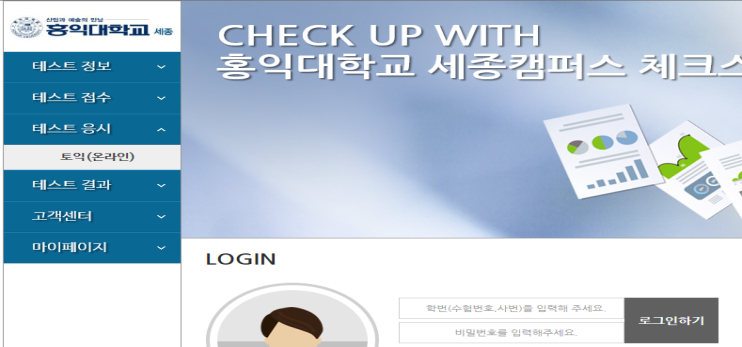 산학과 예술의 만남
홍익대학교 세종
테스트 정보
테스트 접수
테스트 응시
토익(온라인)
테스트 결과
고객센터
마이페이지
CHECK UP WITH
홍익대학교 세종캠퍼스 체크스
LOGIN
학번(수험번호,사번)을 입력해 주세요.
비밀번호를 입력해주세요.
로그인하기